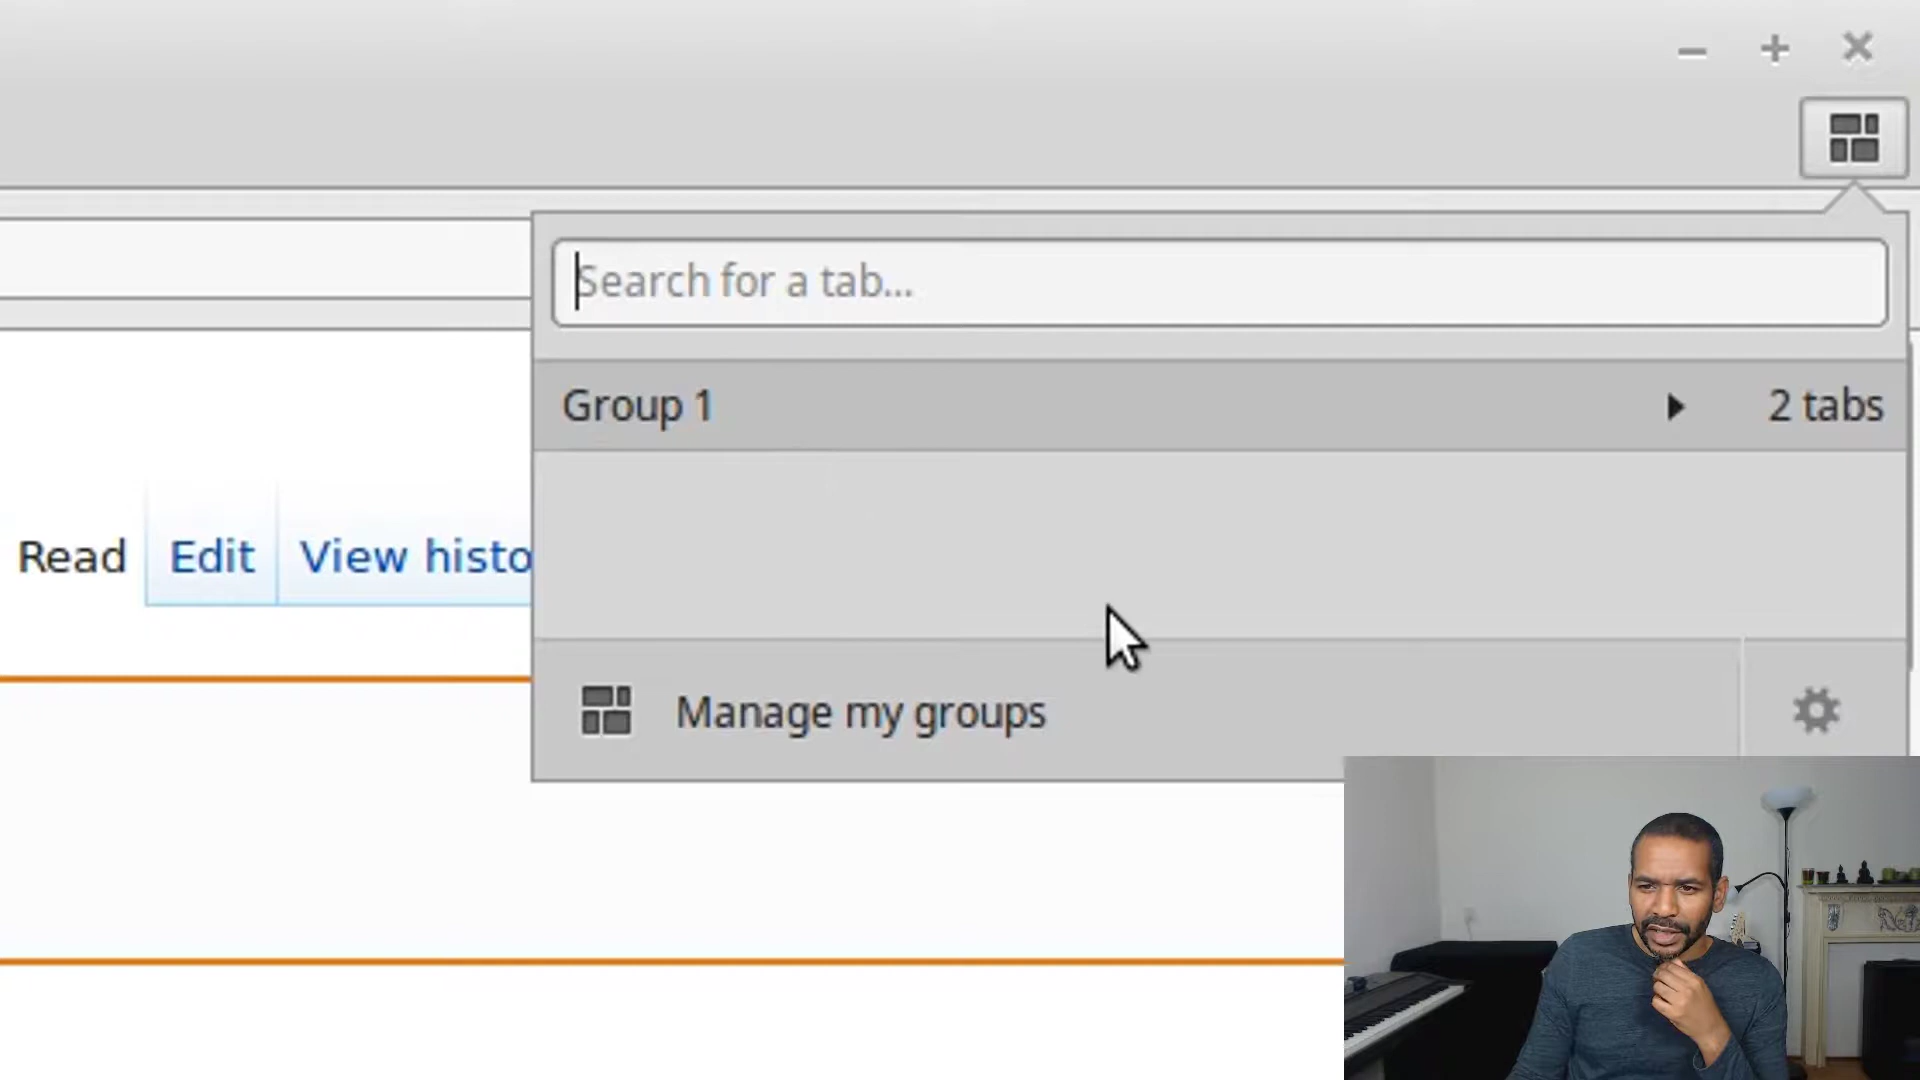 Search for a tab...
Group 1 2 tabs
Read Edit View histo
Manage my groups